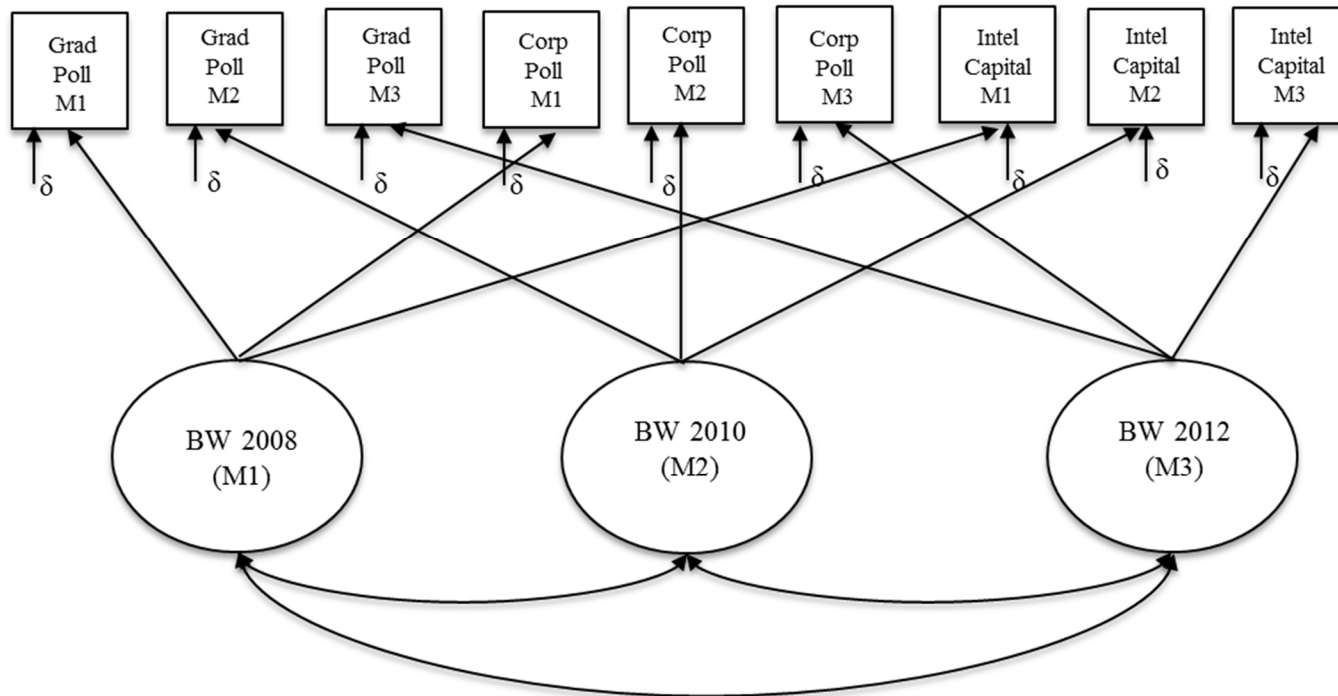 Grad
Poll
M1
Grad
Poll
M2
Grad
Poll
M3
Corp
Poll
M1
Corp
Poll
M2
Corp
Poll
M3
Intel
Capital
M1
Intel
Capital
M2
Intel
Capital
M3
δ
δ
δ
δ
δ
δ
δ
δ
δ
BW 2008
(M1)
BW 2010
(M2)
BW 2012
(M3)